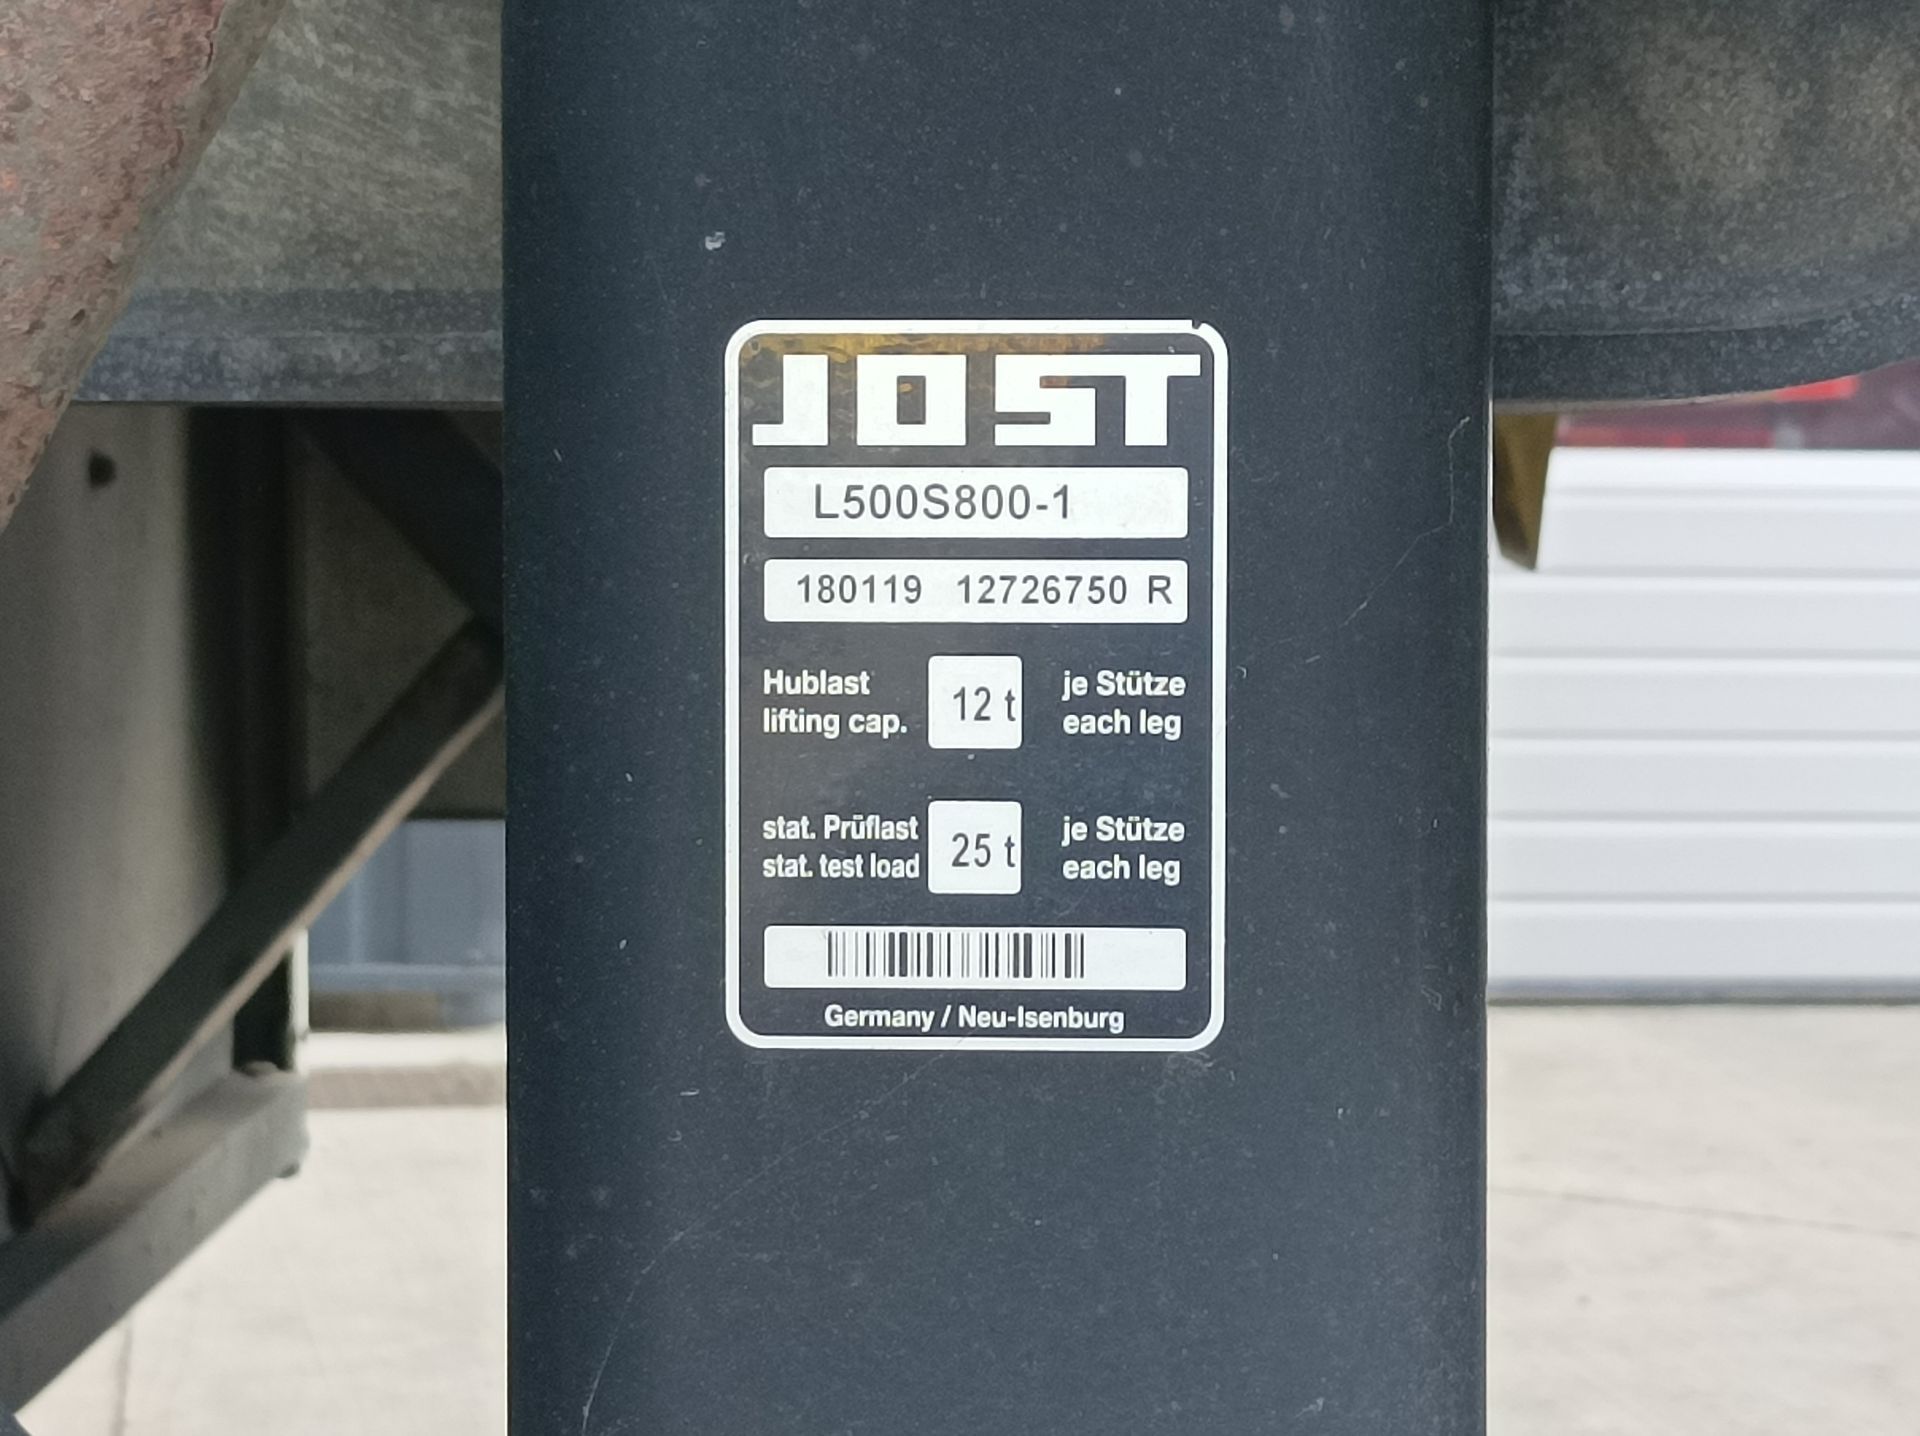 JOST
L500S800-1
180119 12726750 R
Hublast 12 t je Stütze
lifting cap. each leg
stat. Prüflast 25 t je Stütze
stat. test load each leg
Germany / Neu-Isenburg